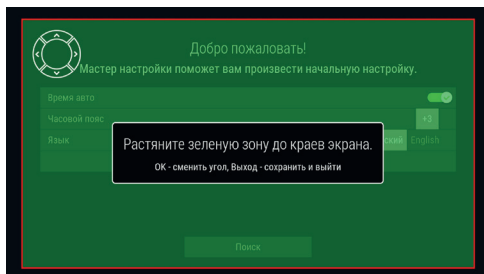 Добро пожаловать!
Мастер настройки поможет вам произвести начальную настройку.
Время авто
Часовой пояс +3
Язык ский English
Растяните зеленую зону до краев экрана.
ОК - сменить угол, Выход - сохранить и выйти
Поиск